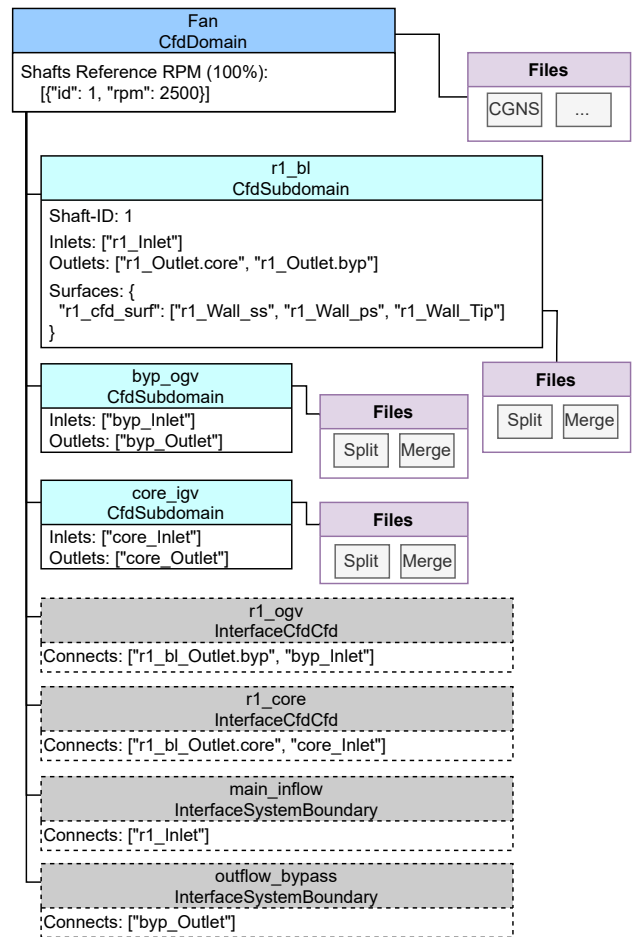 Fan
CfdDomain
Shafts Reference RPM (100%):
[{"id": 1, "rpm": 2500}]
Files
CGNS
...
r1_bl
CfdSubdomain
Shaft-ID: 1
Inlets: ["r1_Inlet"]
Outlets: ["r1_Outlet.core", "r1_Outlet.byp"]
Surfaces: {
"r1_cfd_surf": ["r1_Wall_ss", "r1_Wall_ps", "r1_Wall_Tip"]
}
Files
Split
Merge
byp_ogv
CfdSubdomain
Inlets: ["byp_Inlet"]
Outlets: ["byp_Outlet"]
Files
Split
Merge
core_igv
CfdSubdomain
Inlets: ["core_Inlet"]
Outlets: ["core_Outlet"]
Files
Split
Merge
r1_ogv
InterfaceCfdCfd
Connects: ["r1_bl_Outlet.byp", "byp_Inlet"]
r1_core
InterfaceCfdCfd
Connects: ["r1_bl_Outlet.core", "core_Inlet"]
main_inflow
InterfaceSystemBoundary
Connects: ["r1_Inlet"]
outflow_bypass
InterfaceSystemBoundary
Connects: ["byp_Outlet"]